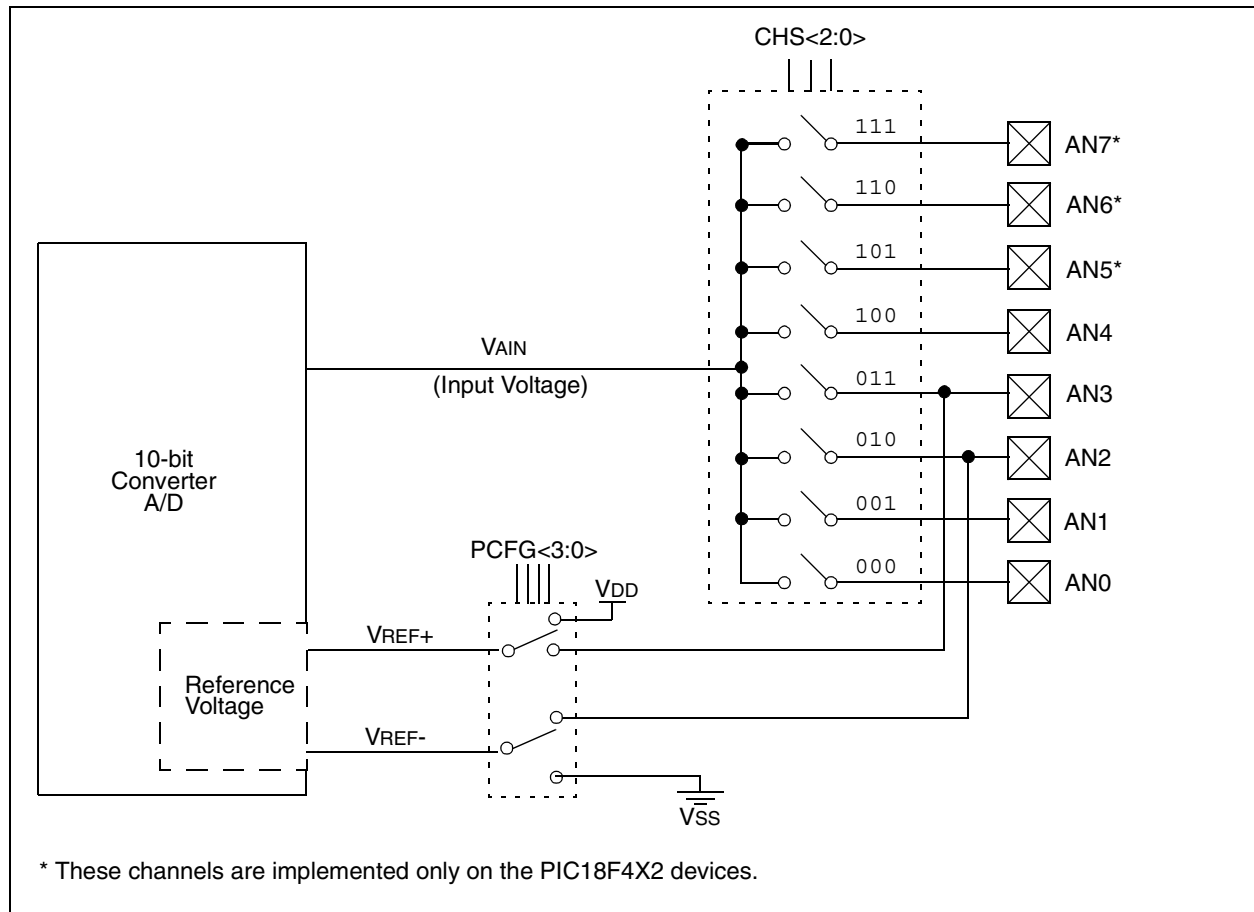 CHS<2:0>
111
AN7*
110
AN6*
101
AN5*
100
AN4
VAIN
(Input Voltage)
011
AN3
010
AN2
10-bit
Converter
A/D
001
AN1
PCFG<3:0>
000
AN0
VDD
VREF+
Reference
Voltage
VREF-
VSS
* These channels are implemented only on the PIC18F4X2 devices.